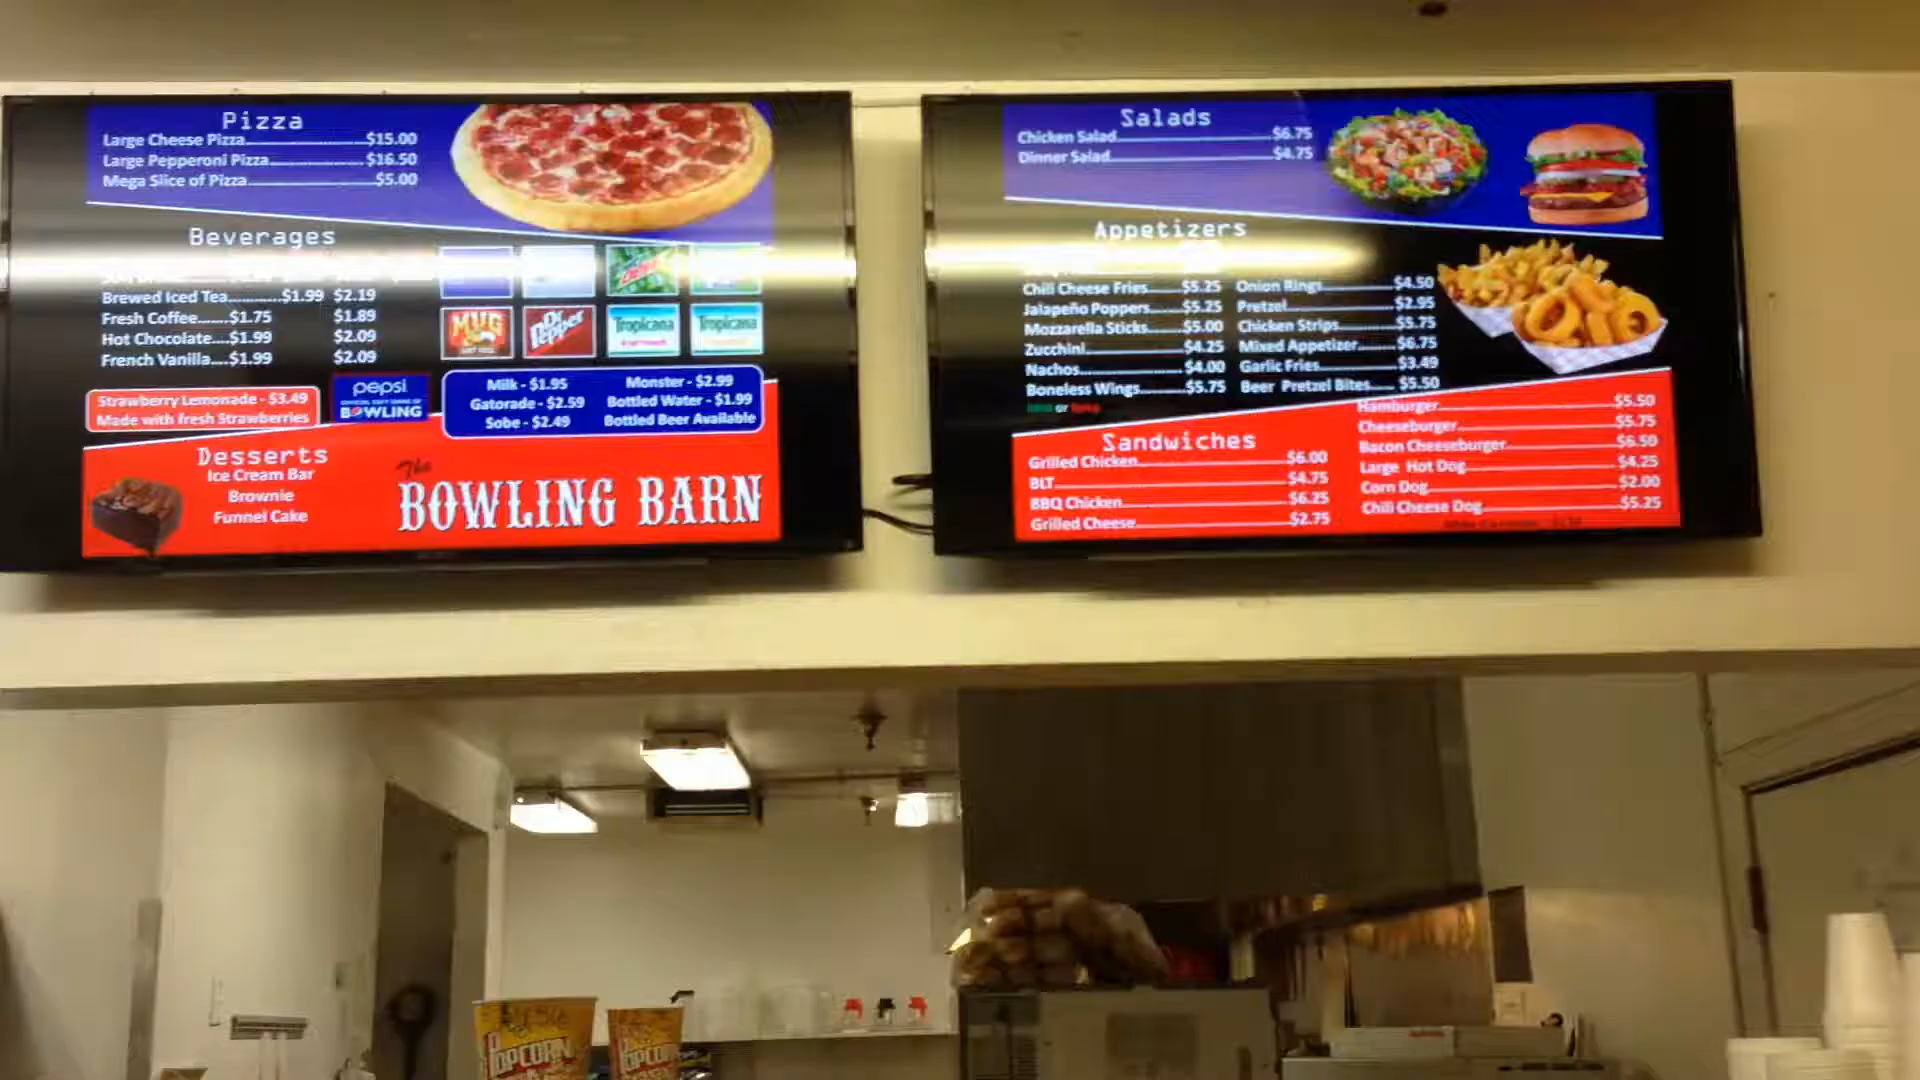 Pizza
Large Cheese Pizza $15.00
Large Pepperoni Pizza $16.50
Mega Slice of Pizza $5.00
Beverages
Brewed Iced Tea $1.99 $2.19
Fresh Coffee $1.75 $1.89
Hot Chocolate $1.99 $2.09
French Vanilla $1.99 $2.09
MUG
Dr Pepper
Tropicana
Tropicana
Strawberry Lemonade - $3.49
Made with fresh Strawberries
pepsi
BOWLING
Milk - $1.95
Gatorade - $2.59
Sobe - $2.49
Monster - $2.99
Bottled Water - $1.99
Bottled Beer Available
Desserts
Ice Cream Bar
Brownie
Funnel Cake
The
BOWLING BARN
Salads
Chicken Salad $6.75
Dinner Salad $4.75
Appetizers
Chili Cheese Fries $5.25
Jalapeño Poppers $5.25
Mozzarella Sticks $5.00
Zucchini $4.25
Nachos $4.00
Boneless Wings $5.75
or
Onion Rings $4.50
Pretzel $2.95
Chicken Strips $5.75
Mixed Appetizer $6.75
Garlic Fries $3.49
Beer Pretzel Bites $5.50
Sandwiches
Grilled Chicken $6.00
BLT $4.75
BBQ Chicken $6.25
Grilled Cheese $2.75
Hamburger $5.50
Cheeseburger $5.75
Bacon Cheeseburger $6.50
Large Hot Dog $4.25
Corn Dog $2.00
Chili Cheese Dog $5.25
POPCORN
POPCORN